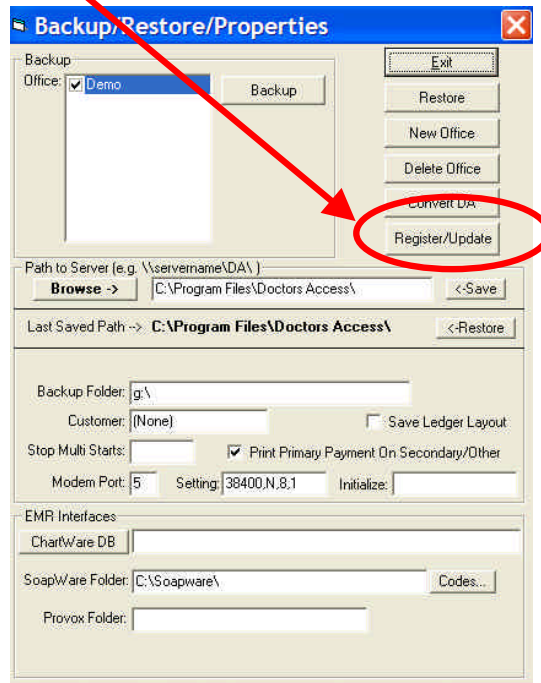 Backup/Restore/Properties
Backup
Office: Demo
Backup
Exit
Restore
New Office
Delete Office
Convert DA
Register/Update
Path to Server (e.g. \\servername\DA\ )
Browse -> C:\Program Files\Doctors Access\ <-Save
Last Saved Path --> C:\Program Files\Doctors Access\ <-Restore
Backup Folder: g:\
Customer: (None) Save Ledger Layout
Stop Multi Starts: Print Primary Payment On Secondary/Other
Modem Port: 5 Setting: 38400,N,8,1 Initialize:
EMR Interfaces
ChartWare DB
SoapWare Folder: C:\Soapware\ Codes...
Provox Folder: